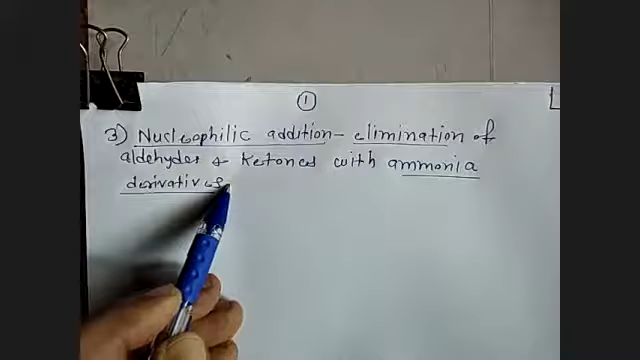 1
3) Nucleophilic addition - elimination of
aldehydes & Ketones with ammonia
derivatives